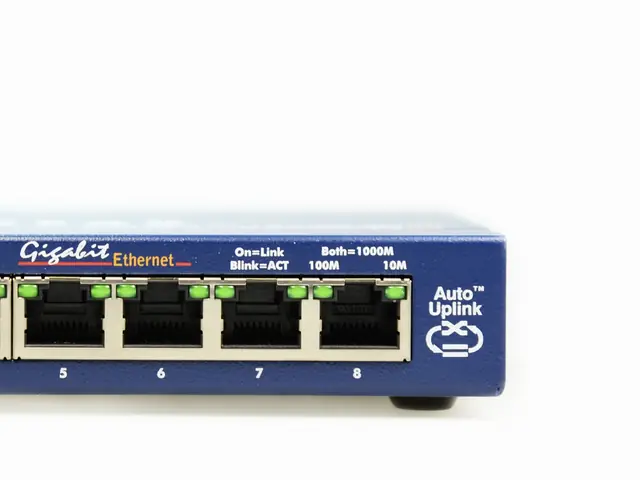 Gigabit Ethernet
On=Link Both=1000M
Blink=ACT 100M 10M
Auto™
Uplink
5 6 7 8